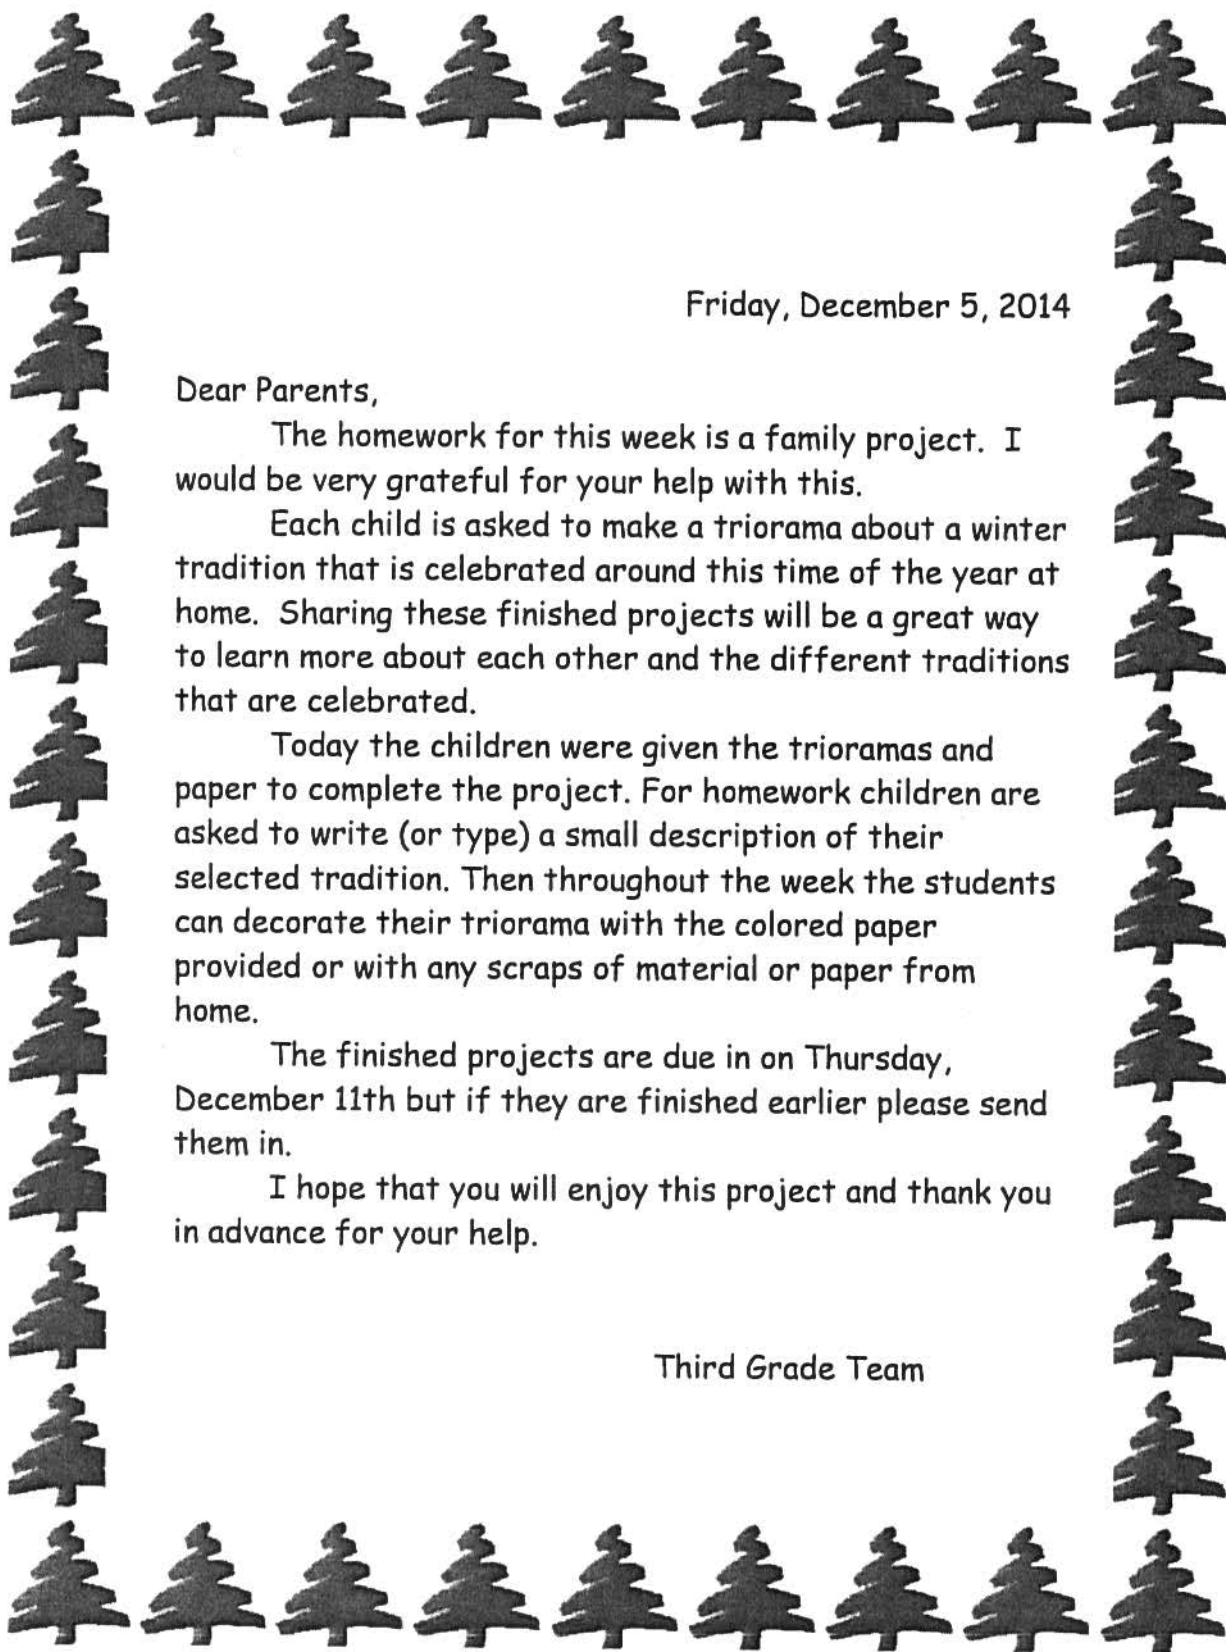 Friday, December 5, 2014
Dear Parents,
The homework for this week is a family project. I
would be very grateful for your help with this.
Each child is asked to make a triorama about a winter
tradition that is celebrated around this time of the year at
home. Sharing these finished projects will be a great way
to learn more about each other and the different traditions
that are celebrated.
Today the children were given the trioramas and
paper to complete the project. For homework children are
asked to write (or type) a small description of their
selected tradition. Then throughout the week the students
can decorate their triorama with the colored paper
provided or with any scraps of material or paper from
home.
The finished projects are due in on Thursday,
December 11th but if they are finished earlier please send
them in.
I hope that you will enjoy this project and thank you
in advance for your help.
Third Grade Team